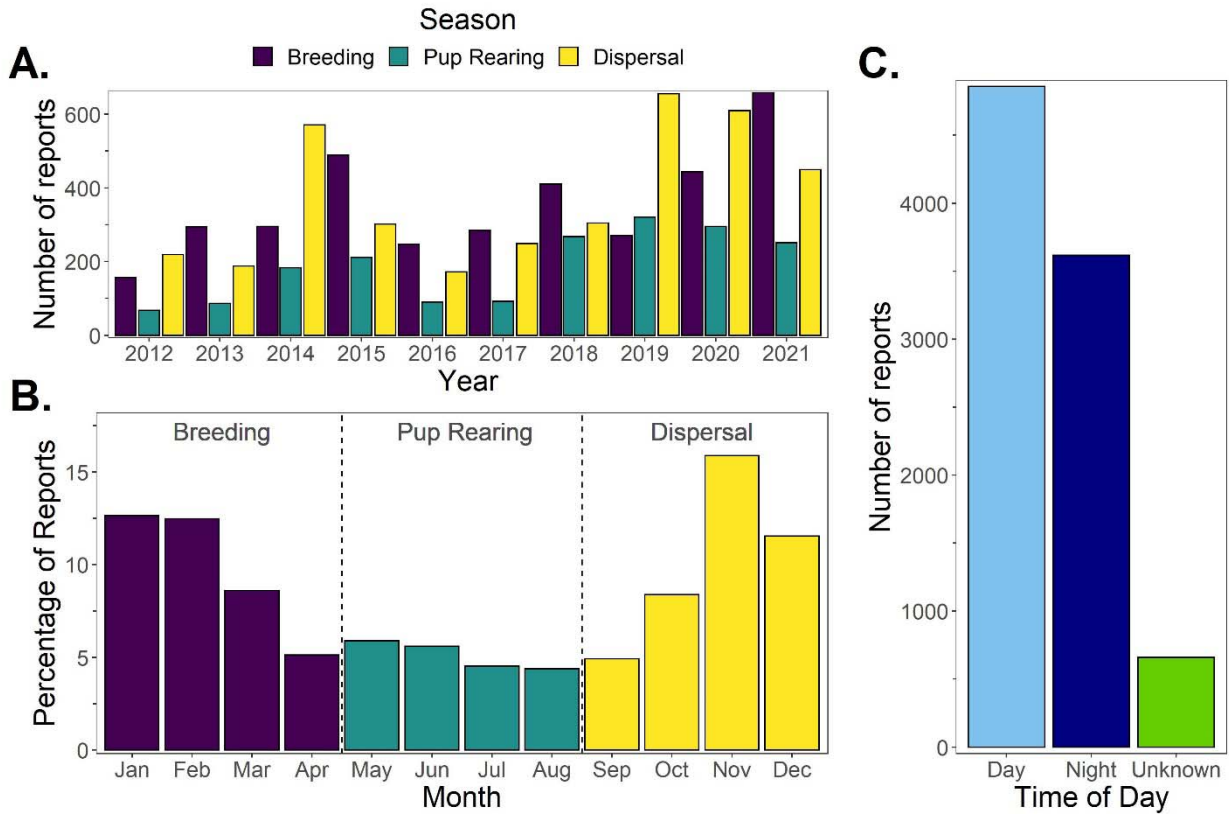 Season
Breeding Pup Rearing Dispersal
A.
Number of reports
600
400
200
0
2012 2013 2014 2015 2016 2017 2018 2019 2020 2021
Year
B.
Percentage of Reports
Breeding Pup Rearing Dispersal
15
10
5
0
Jan Feb Mar Apr May Jun Jul Aug Sep Oct Nov Dec
Month
C.
Number of reports
4000
3000
2000
1000
0
Day Night Unknown
Time of Day